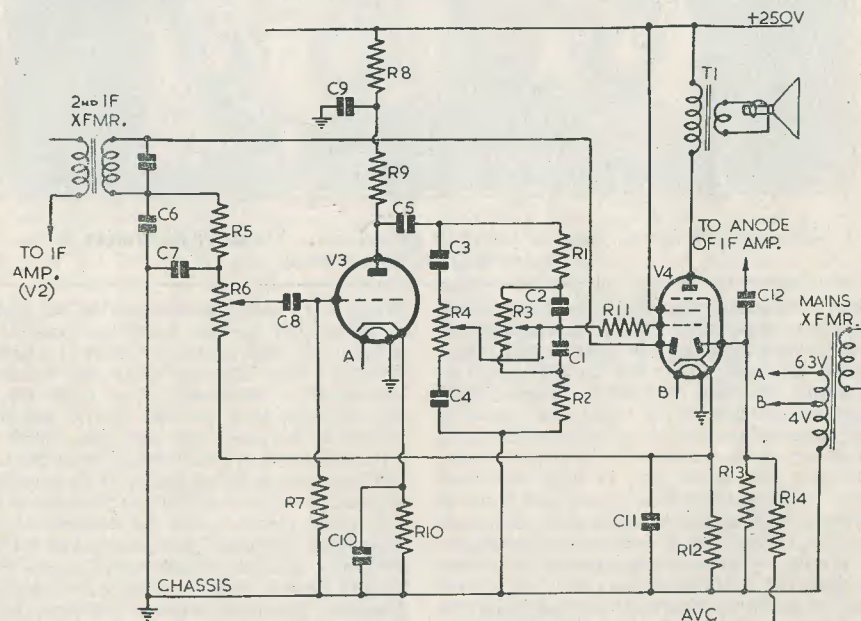 +250V
R8
C9
T1
2ND IF
XFMR.
R9
C5
C6
TO IF
AMP.
(V2)
R5
C7
R6
C8
V3
A
C3
R4
C4
R1
C2
R3
R11
C1
R2
TO ANODE
OF IF AMP.
V4
C12
B
MAINS
XFMR.
A
6·3V
B
4V
R7
C10
R10
C11
R12
R13
R14
CHASSIS
AVC